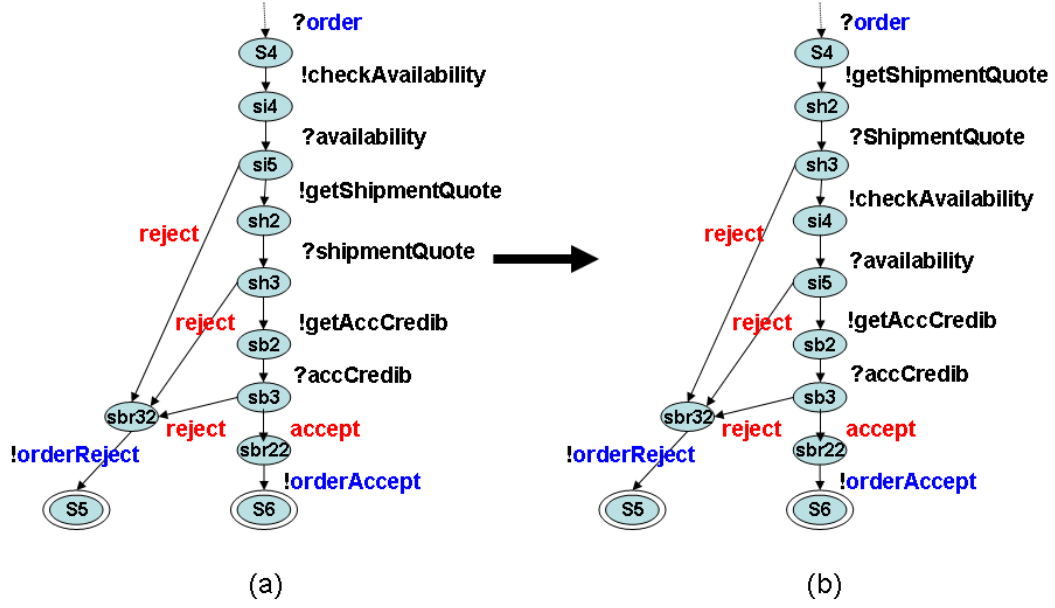 ?order
S4
!checkAvailability
si4
?availability
si5
!getShipmentQuote
sh2
reject
?shipmentQuote
sh3
reject
!getAccCredib
sb2
?accCredib
sb3
sbr32
reject
accept
sbr22
!orderReject
!orderAccept
S5
S6
(a)
?order
S4
!getShipmentQuote
sh2
?ShipmentQuote
sh3
!checkAvailability
si4
reject
?availability
si5
reject
!getAccCredib
sb2
?accCredib
sb3
sbr32
reject
accept
sbr22
!orderReject
!orderAccept
S5
S6
(b)